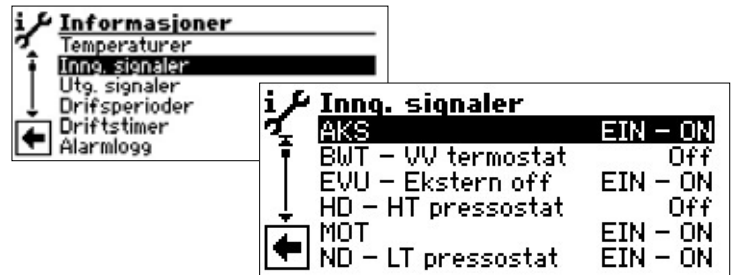 Informasjoner
Temperaturer
Inng. signaler
Utg. signaler
Drifsperioder
Driftstimer
Alarmlogg
Inng. signaler
AKS EIN – ON
BWT – VV termostat Off
EVU – Ekstern off EIN – ON
HD – HT pressostat Off
MOT EIN – ON
ND – LT pressostat EIN – ON